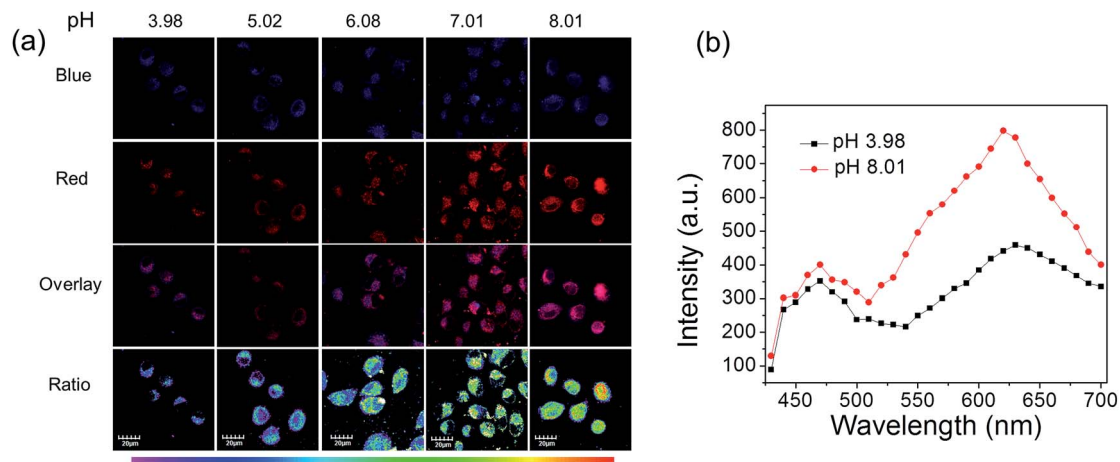 (a)
pH 3.98 5.02 6.08 7.01 8.01
Blue
Red
Overlay
Ratio
20μm 20μm 20μm 20μm 20μm
(b)
800
700
600
500
400
300
200
100
Intensity (a.u.)
pH 3.98
pH 8.01
450 500 550 600 650 700
Wavelength (nm)